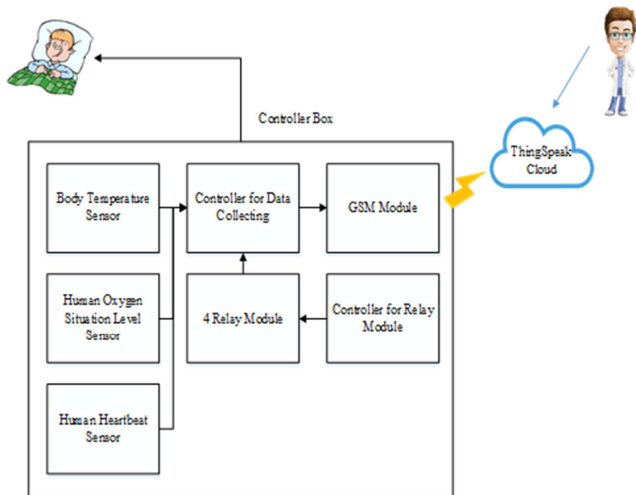 Controller Box
ThingSpeak
Cloud
Body Temperature
Sensor
Controller for Data
Collecting
GSM Module
Human Oxygen
Situation Level
Sensor
4 Relay Module
Controller for Relay
Module
Human Heartbeat
Sensor